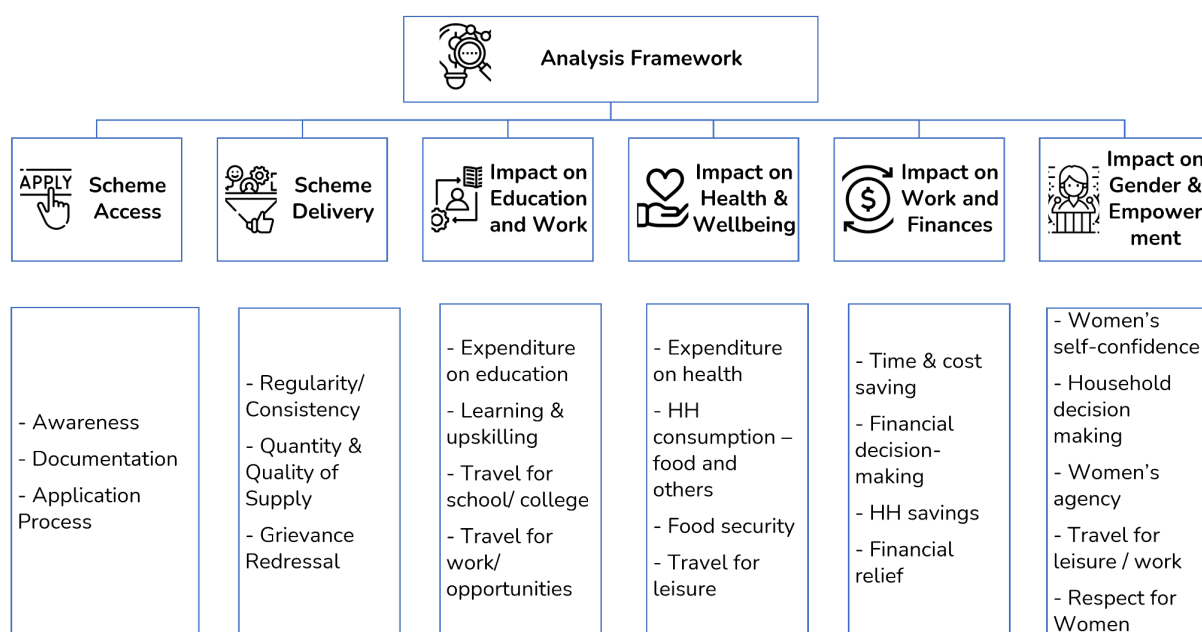 Analysis Framework
APPLY
Scheme
Access
Scheme
Delivery
Impact on
Education
and Work
Impact on
Health &
Wellbeing
$
Impact on
Work and
Finances
Impact on
Gender &
Empower
ment
- Awareness
- Documentation
- Application
Process
- Regularity/
Consistency
- Quantity &
Quality of
Supply
- Grievance
Redressal
- Expenditure
on education
- Learning &
upskilling
- Travel for
school/ college
- Travel for
work/
opportunities
- Expenditure
on health
- HH
consumption –
food and
others
- Food security
- Travel for
leisure
- Time & cost
saving
- Financial
decision-
making
- HH savings
- Financial
relief
- Women’s
self-confidence
- Household
decision
making
- Women’s
agency
- Travel for
leisure / work
- Respect for
Women